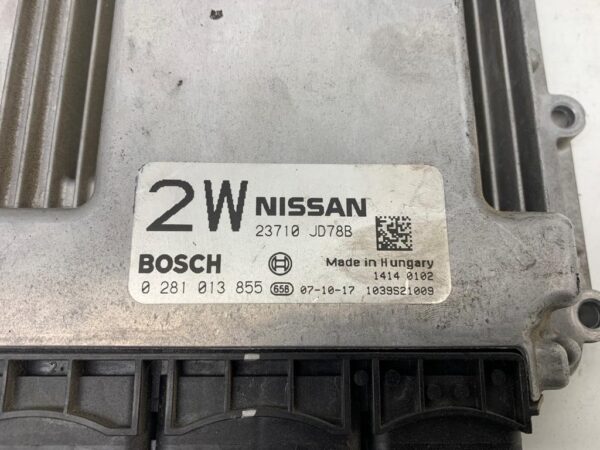 2W NISSAN
23710 JD78B
BOSCH
Made in Hungary
1414 0102
0 281 013 855 656 07-10-17 1039S21009